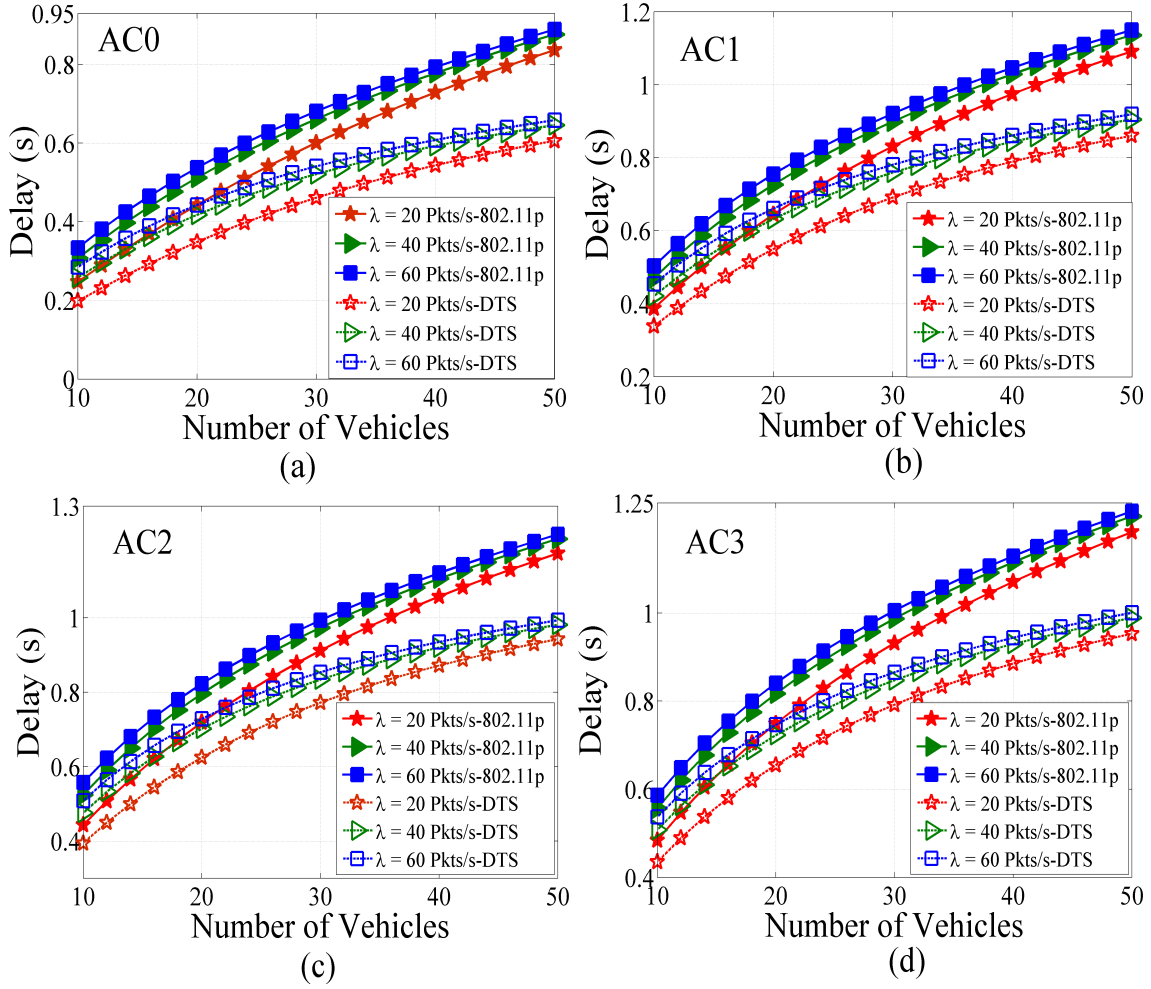 AC0
Delay (s)
0.95
0.8
0.6
0.4
0.2
0
10
20
30
40
50
Number of Vehicles
λ = 20 Pkts/s-802.11p
λ = 40 Pkts/s-802.11p
λ = 60 Pkts/s-802.11p
λ = 20 Pkts/s-DTS
λ = 40 Pkts/s-DTS
λ = 60 Pkts/s-DTS
(a)
AC1
Delay (s)
1.2
1
0.8
0.6
0.4
0.2
10
20
30
40
50
Number of Vehicles
λ = 20 Pkts/s-802.11p
λ = 40 Pkts/s-802.11p
λ = 60 Pkts/s-802.11p
λ = 20 Pkts/s-DTS
λ = 40 Pkts/s-DTS
λ = 60 Pkts/s-DTS
(b)
AC2
Delay (s)
1.3
1
0.8
0.6
0.4
10
20
30
40
50
Number of Vehicles
λ = 20 Pkts/s-802.11p
λ = 40 Pkts/s-802.11p
λ = 60 Pkts/s-802.11p
λ = 20 Pkts/s-DTS
λ = 40 Pkts/s-DTS
λ = 60 Pkts/s-DTS
(c)
AC3
Delay (s)
1.25
1
0.8
0.6
0.4
10
20
30
40
50
Number of Vehicles
λ = 20 Pkts/s-802.11p
λ = 40 Pkts/s-802.11p
λ = 60 Pkts/s-802.11p
λ = 20 Pkts/s-DTS
λ = 40 Pkts/s-DTS
λ = 60 Pkts/s-DTS
(d)